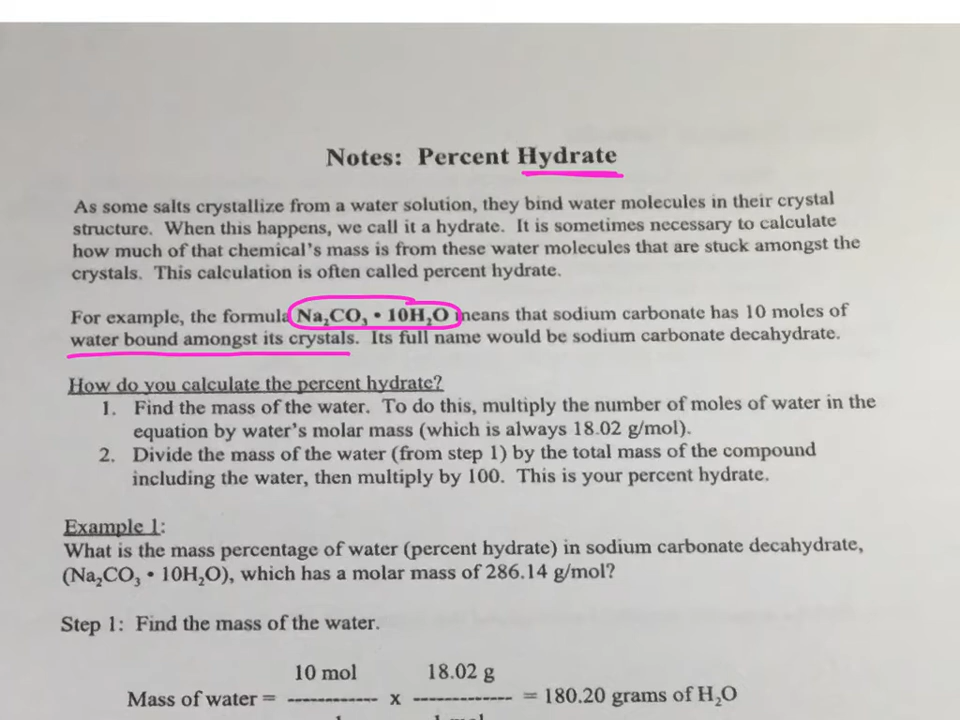 Notes: Percent Hydrate
As some salts crystallize from a water solution, they bind water molecules in their crystal
structure. When this happens, we call it a hydrate. It is sometimes necessary to calculate
how much of that chemical's mass is from these water molecules that are stuck amongst the
crystals. This calculation is often called percent hydrate.
For example, the formula Na₂CO₃ • 10H₂O means that sodium carbonate has 10 moles of
water bound amongst its crystals. Its full name would be sodium carbonate decahydrate.
How do you calculate the percent hydrate?
1. Find the mass of the water. To do this, multiply the number of moles of water in the
equation by water's molar mass (which is always 18.02 g/mol).
2. Divide the mass of the water (from step 1) by the total mass of the compound
including the water, then multiply by 100. This is your percent hydrate.
Example 1:
What is the mass percentage of water (percent hydrate) in sodium carbonate decahydrate,
(Na₂CO₃ • 10H₂O), which has a molar mass of 286.14 g/mol?
Step 1: Find the mass of the water.
10 mol 18.02 g
Mass of water = ------------ x ------------- = 180.20 grams of H₂O